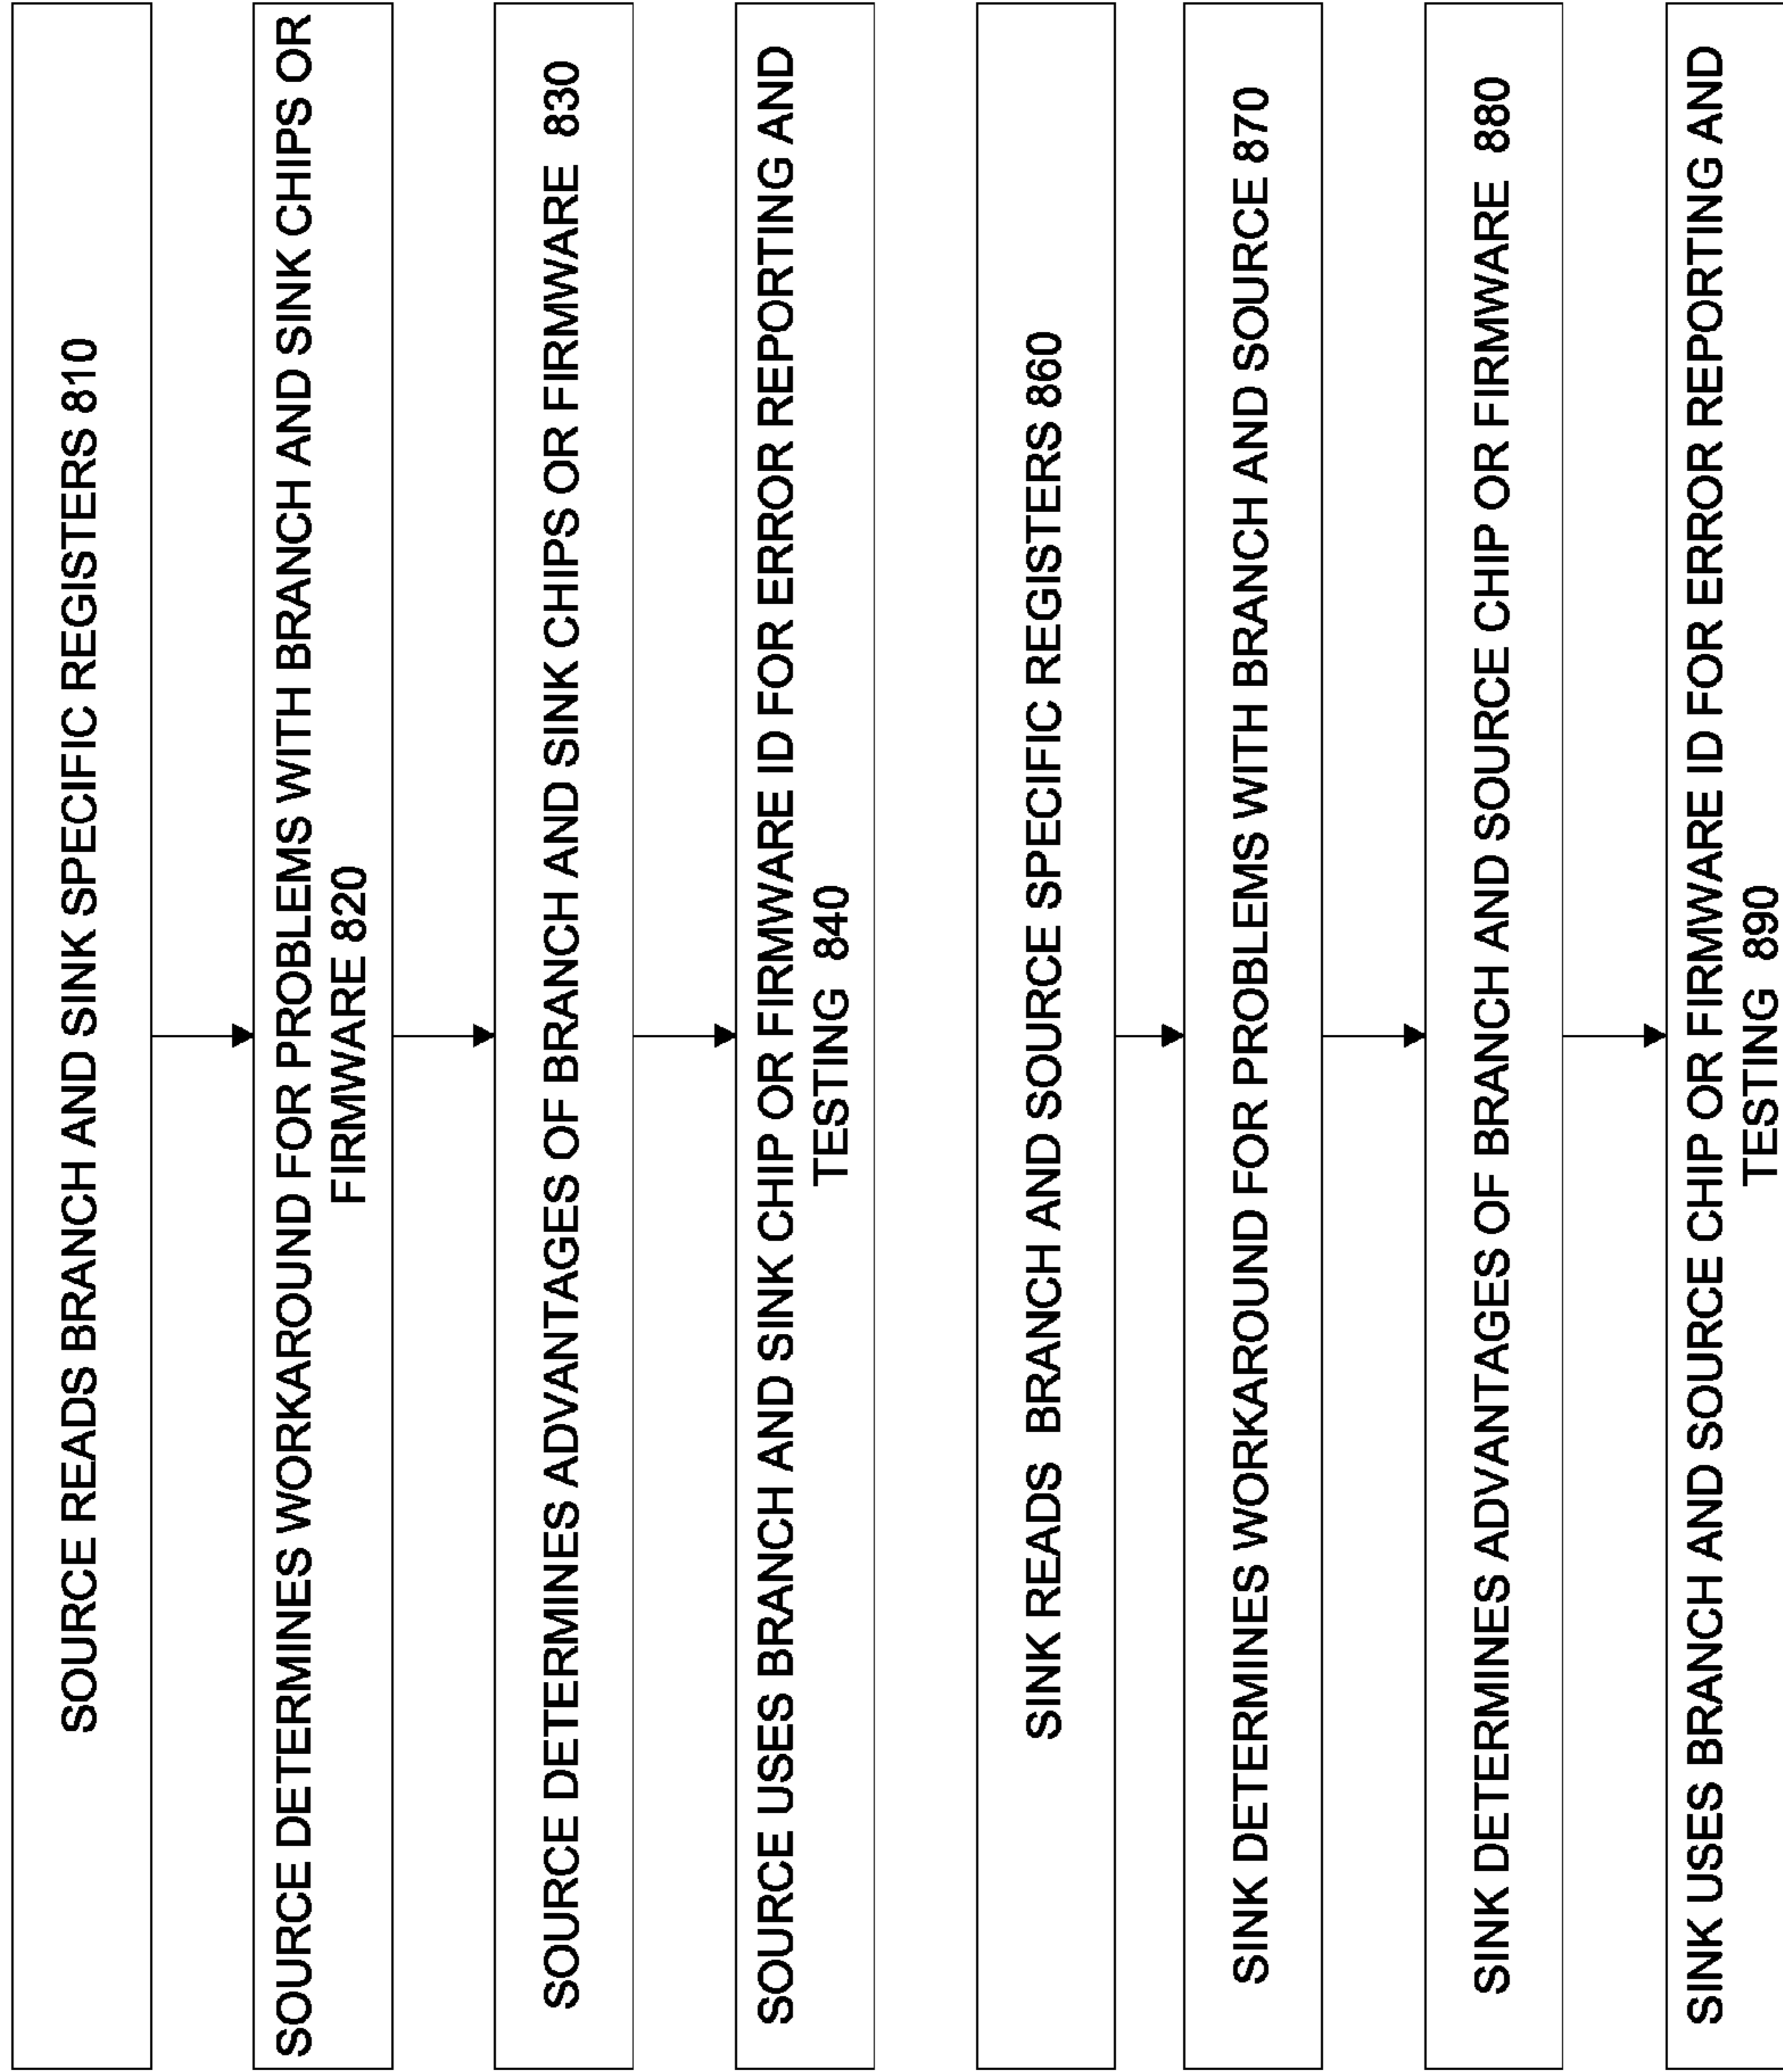 SOURCE READS BRANCH AND SINK SPECIFIC REGISTERS 810
SOURCE DETERMINES WORKAROUND FOR PROBLEMS WITH BRANCH AND SINK CHIPS OR
FIRMWARE 820
SOURCE DETERMINES ADVANTAGES OF BRANCH AND SINK CHIPS OR FIRMWARE 830
SOURCE USES BRANCH AND SINK CHIP OR FIRMWARE ID FOR ERROR REPORTING AND
TESTING 840
SINK READS BRANCH AND SOURCE SPECIFIC REGISTERS 860
SINK DETERMINES WORKAROUND FOR PROBLEMS WITH BRANCH AND SOURCE 870
SINK DETERMINES ADVANTAGES OF BRANCH AND SOURCE CHIP OR FIRMWARE 880
SINK USES BRANCH AND SOURCE CHIP OR FIRMWARE ID FOR ERROR REPORTING AND
TESTING 890